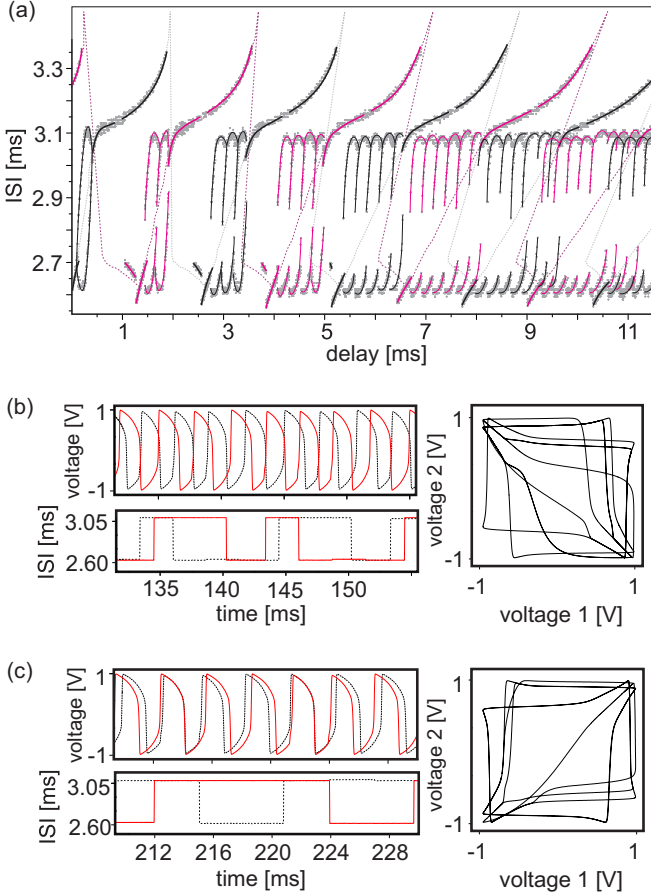 (a)
ISI [ms]
3.3
3.1
2.9
2.7
1 3 5 7 9 11
delay [ms]
(b)
voltage [V]
1
-1
ISI [ms]
3.05
2.60
135 140 145 150
time [ms]
voltage 2 [V]
1
-1
-1 1
voltage 1 [V]
(c)
voltage [V]
1
-1
ISI [ms]
3.05
2.60
212 216 220 224 228
time [ms]
voltage 2 [V]
1
-1
-1 1
voltage 1 [V]